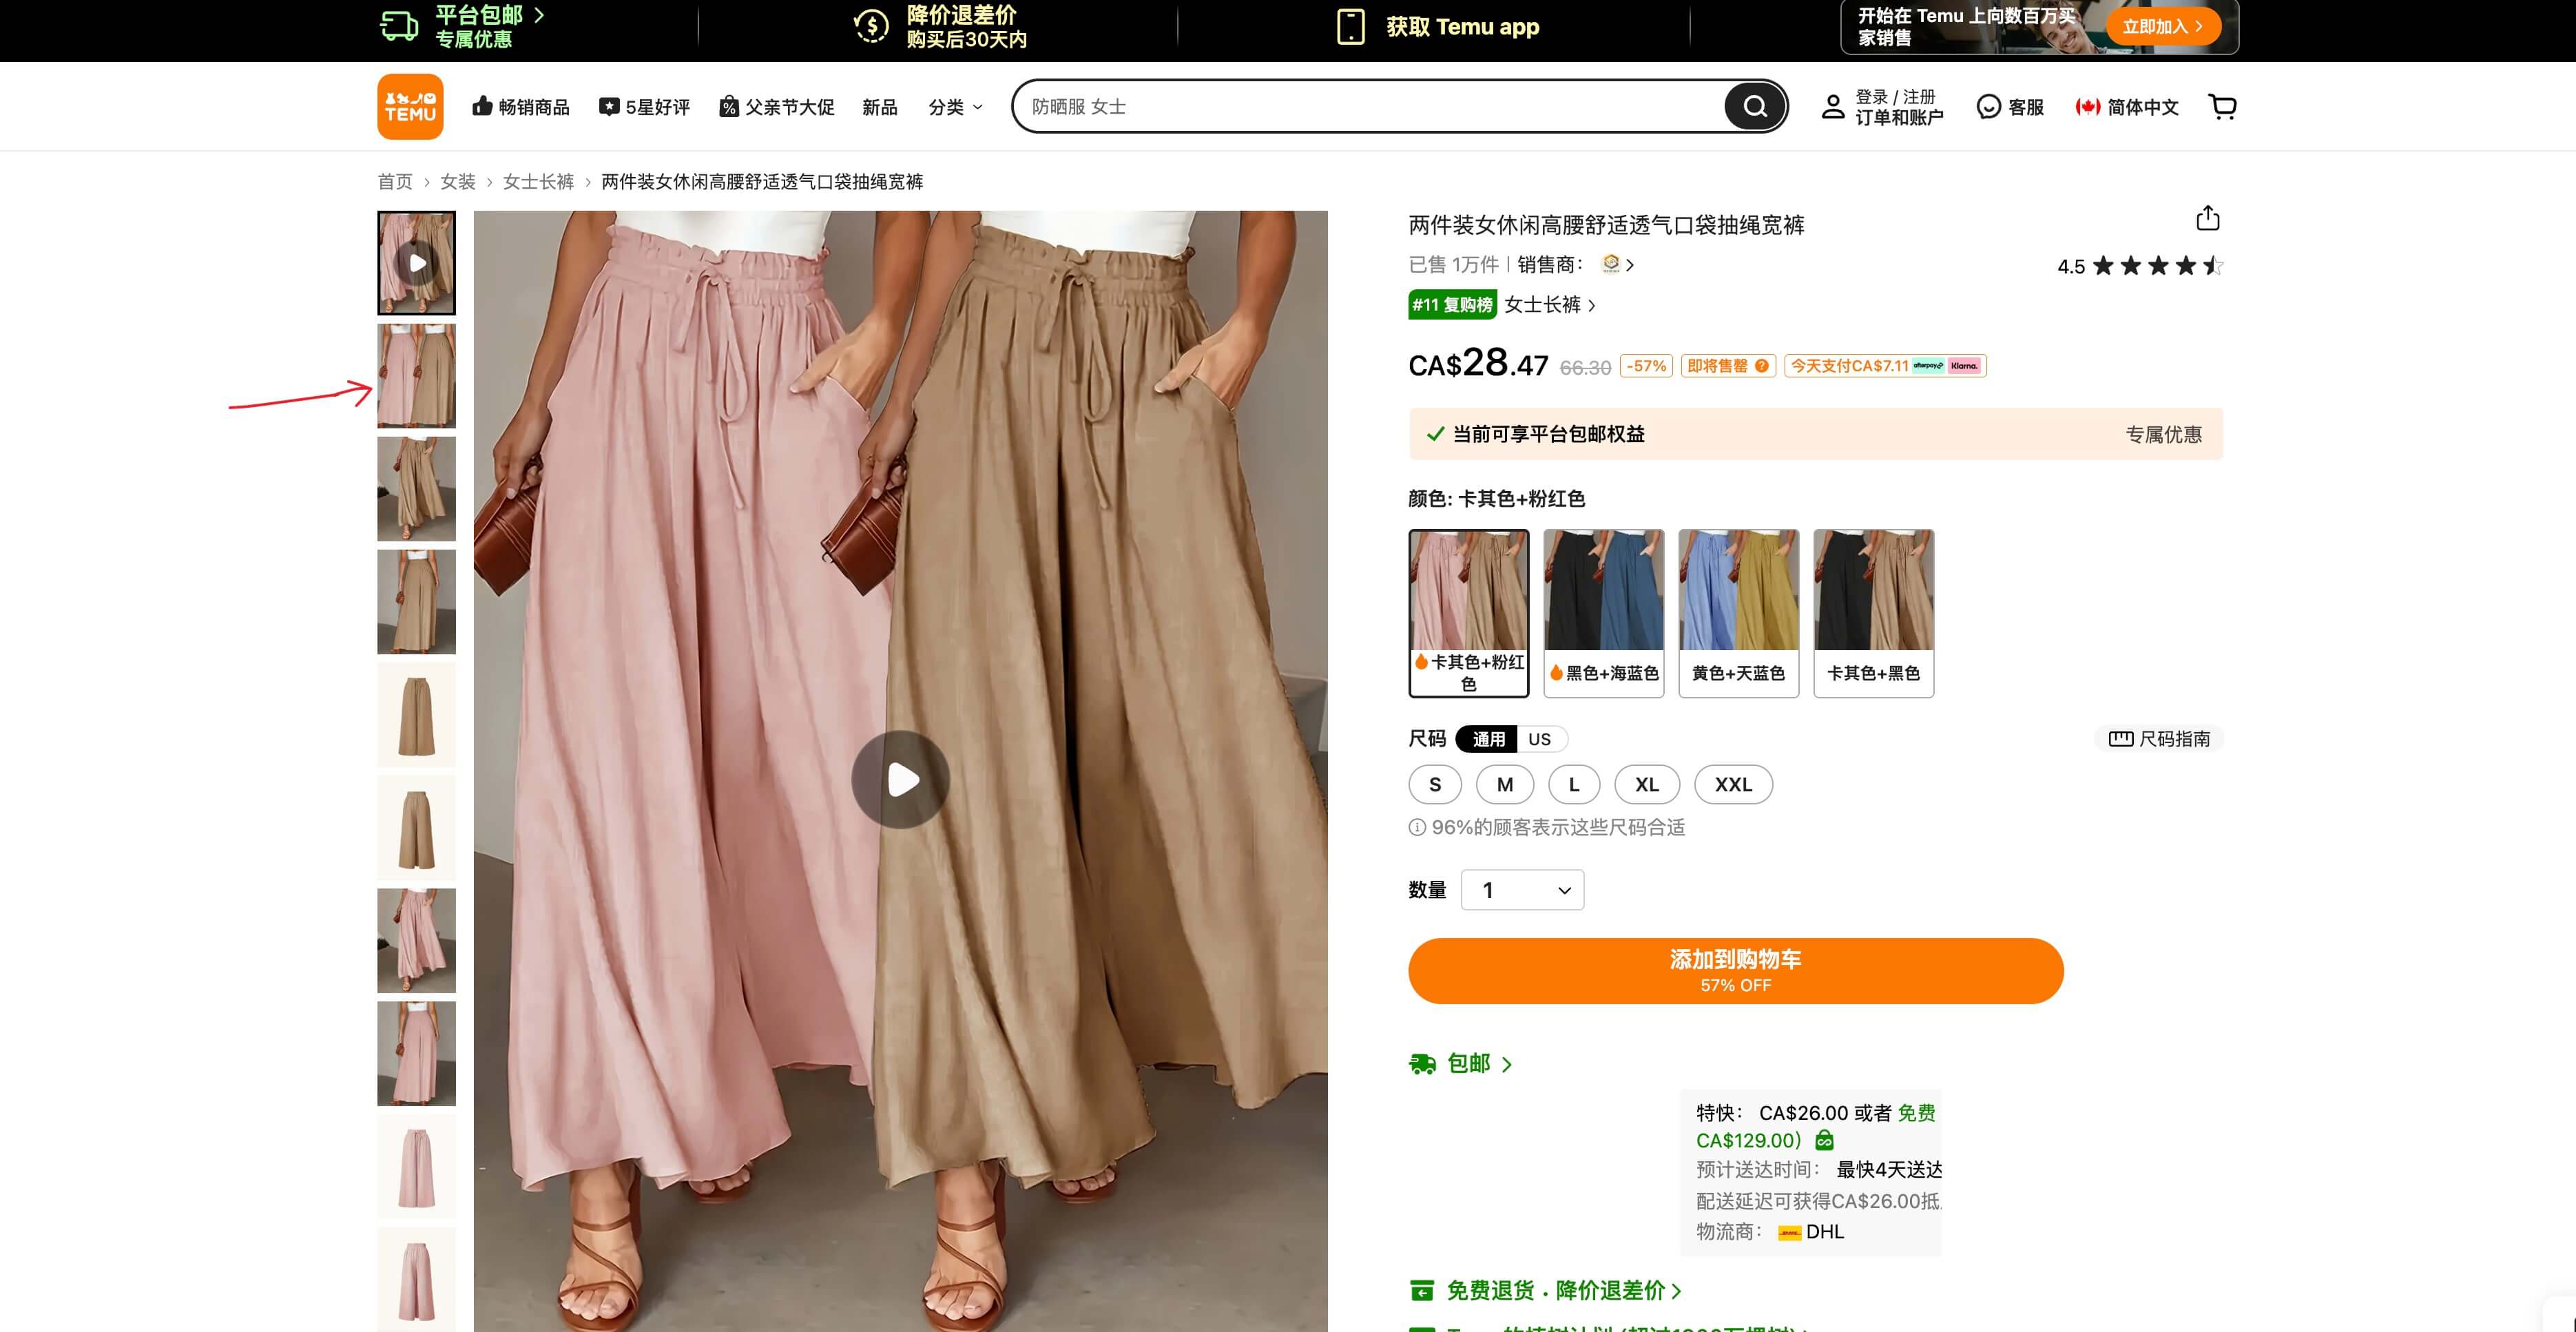 平台包邮 >
专属优惠
降价退差价
购买后30天内
获取 Temu app
开始在 Temu 上向数百万买
家销售
立即加入 >
TEMU
畅销商品
5星好评
父亲节大促
新品
分类
防晒服 女士
登录 / 注册
订单和账户
客服
简体中文
首页 › 女装 › 女士长裤 › 两件装女休闲高腰舒适透气口袋抽绳宽裤
两件装女休闲高腰舒适透气口袋抽绳宽裤
已售 1万件 | 销售商：
4.5
#11 复购榜 女士长裤 ›
CA$28.47 66.30 -57% 即将售罄 今天支付CA$7.11 afterpay Klarna.
当前可享平台包邮权益 专属优惠
颜色: 卡其色+粉红色
卡其色+粉红
色
黑色+海蓝色
黄色+天蓝色
卡其色+黑色
尺码 通用 US
尺码指南
S M L XL XXL
96%的顾客表示这些尺码合适
数量 1
添加到购物车
57% OFF
包邮 >
特快： CA$26.00 或者 免费
CA$129.00)
预计送达时间： 最快4天送达
配送延迟可获得CA$26.00抵
物流商： DHL
免费退货 · 降价退差价 >